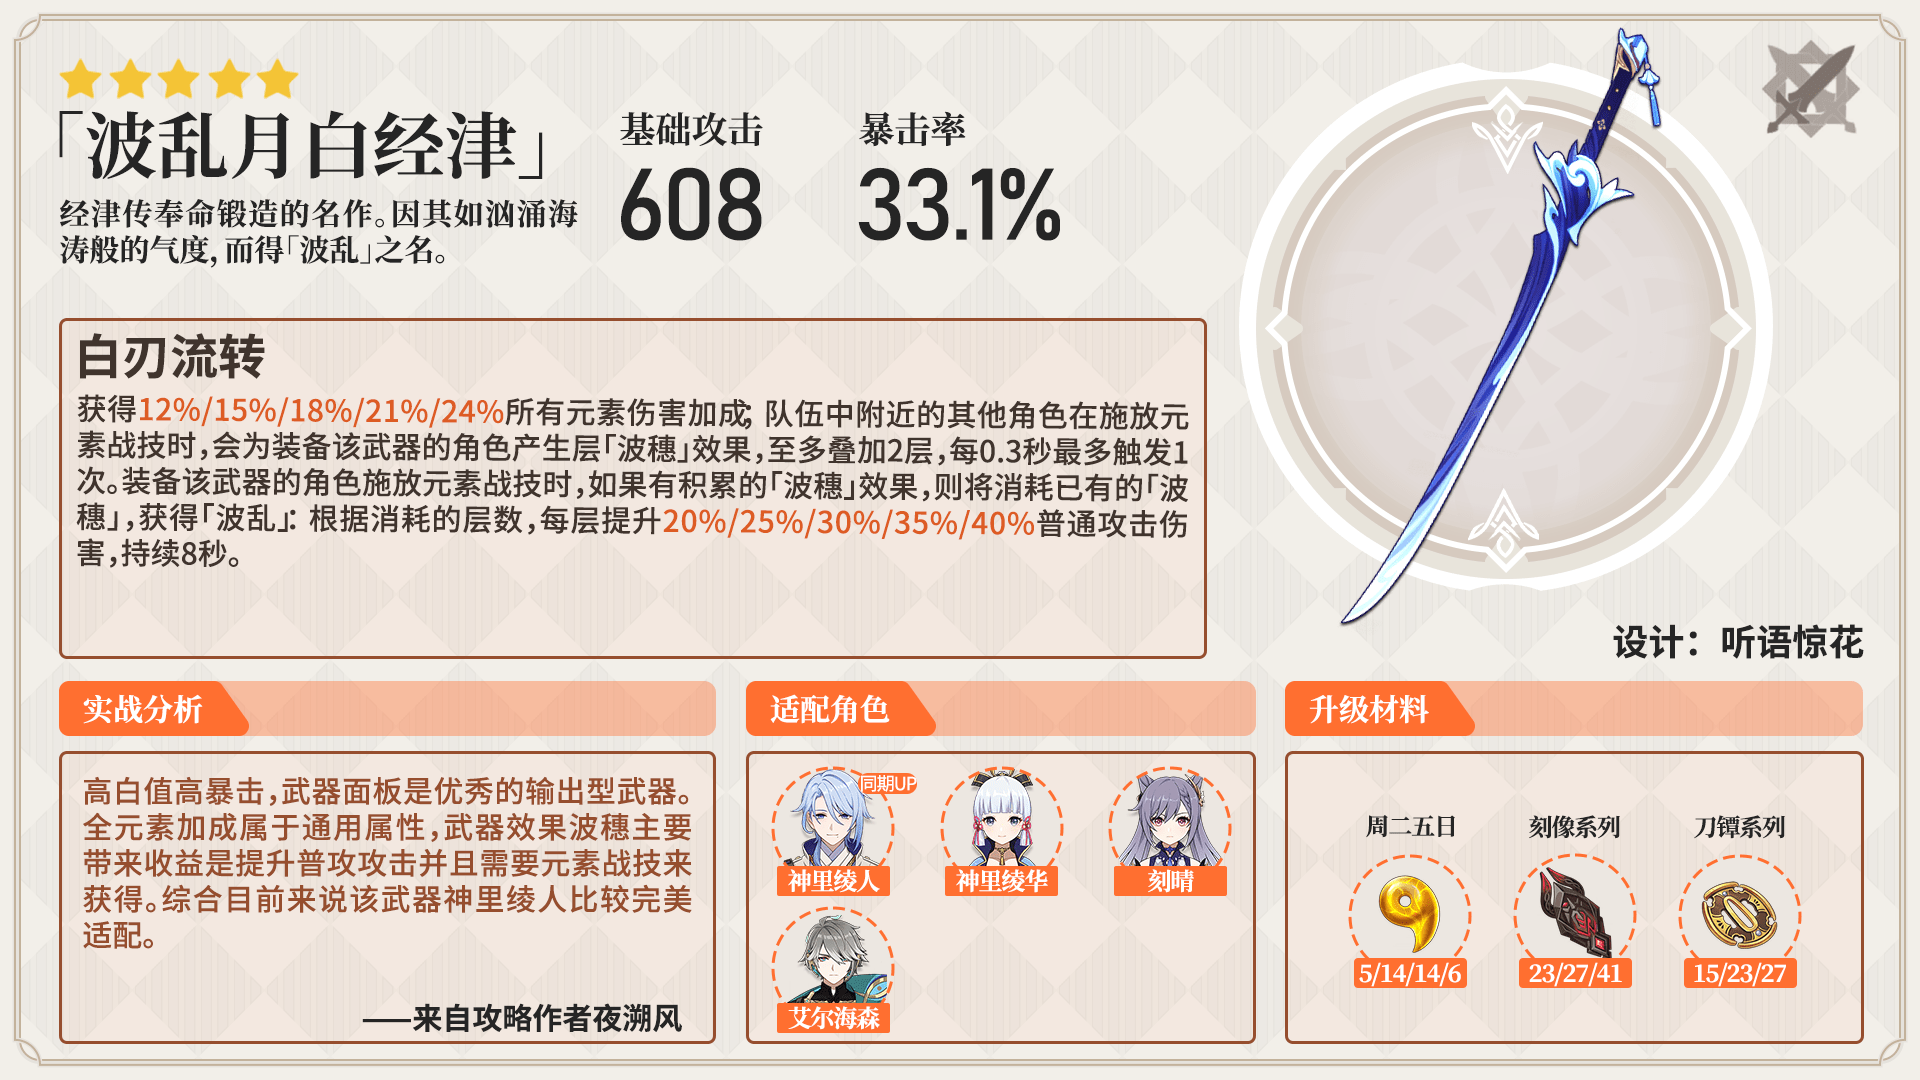 「波乱月白经津」
经津传奉命锻造的名作。因其如汹涌海
涛般的气度，而得「波乱」之名。
基础攻击
608
暴击率
33.1%
白刃流转
获得12%/15%/18%/21%/24%所有元素伤害加成；队伍中附近的其他角色在施放元
素战技时，会为装备该武器的角色产生层「波穗」效果，至多叠加2层，每0.3秒最多触发1
次。装备该武器的角色施放元素战技时，如果有积累的「波穗」效果，则将消耗已有的「波
穗」，获得「波乱」：根据消耗的层数，每层提升20%/25%/30%/35%/40%普通攻击伤
害，持续8秒。
设计：听语惊花
实战分析
高白值高暴击，武器面板是优秀的输出型武器。
全元素加成属于通用属性，武器效果波穗主要
带来收益是提升普攻攻击并且需要元素战技来
获得。综合目前来说该武器神里绫人比较完美
适配。
——来自攻略作者夜溯风
适配角色
同期UP
神里绫人
神里绫华
刻晴
艾尔海森
升级材料
周二五日
刻像系列
刀镡系列
5/14/14/6
23/27/41
15/23/27